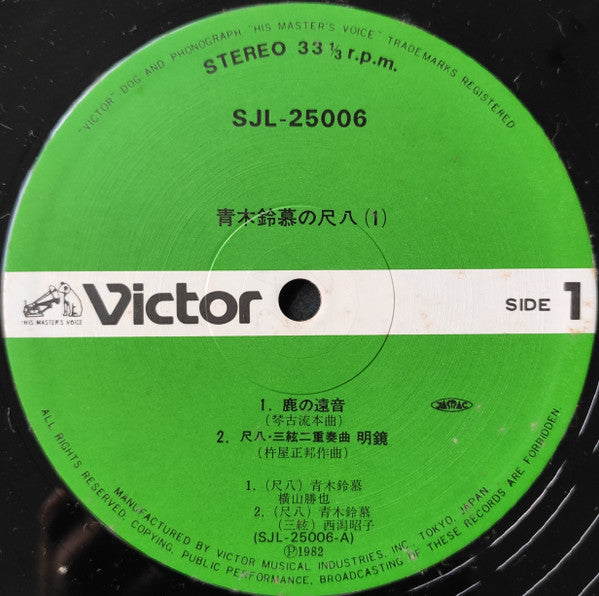 "VICTOR" DOG AND PHONOGRAPH "HIS MASTER'S VOICE" TRADEMARKS REGISTERED
STEREO 33 1/3 r.p.m.
SJL-25006
青木鈴慕の尺八(1)
"HIS MASTER'S VOICE"
Victor
SIDE 1
1. 鹿の遠音
(琴古流本曲)
JASRAC
2. 尺八・三絃二重奏曲 明鏡
(杵屋正邦作曲)
1. (尺八) 青木鈴慕
横山勝也
2. (尺八) 青木鈴慕
(三絃) 西潟昭子
(SJL-25006-A)
Ⓟ1982
MANUFACTURED BY VICTOR MUSICAL INDUSTRIES, INC., TOKYO, JAPAN
ALL RIGHTS RESERVED. COPYING, PUBLIC PERFORMANCE, BROADCASTING OF THESE RECORDS ARE FORBIDDEN.